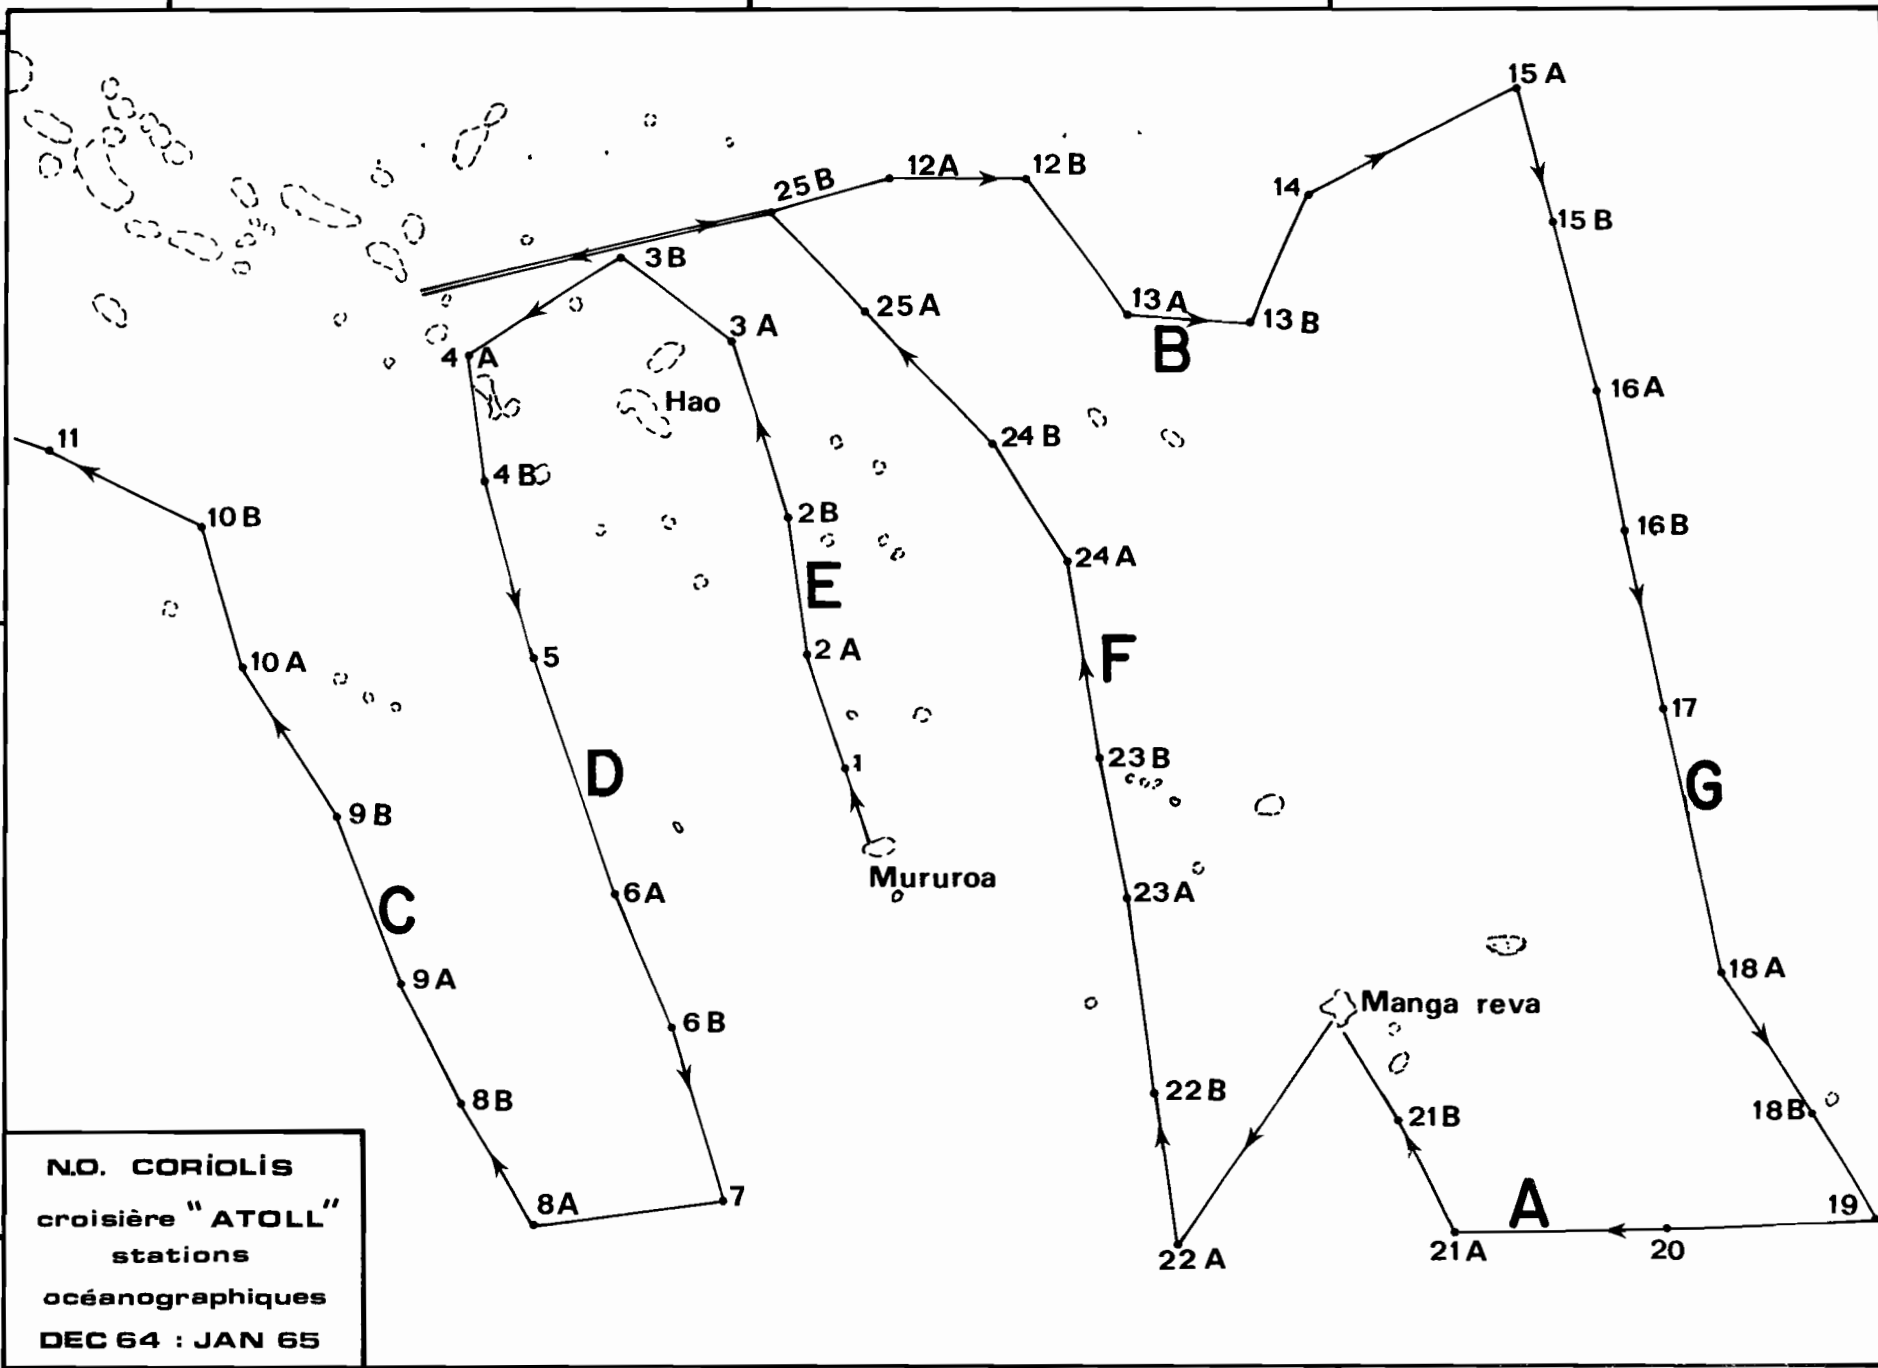 15 A
25 B
12A
12 B
14
15 B
3B
25 A
13 A
13 B
B
3 A
4 A
16 A
Hao
11
4 B
24 B
10 B
2 B
16 B
24 A
E
10 A
5
2 A
F
17
1
23 B
D
G
9 B
Mururoa
6 A
23 A
C
9 A
18 A
Manga reva
6 B
8 B
22 B
21 B
18 B
8 A
7
A
19
22 A
21 A
20
N.O. CORIOLIS
croisière "ATOLL"
stations
océanographiques
DEC 64 : JAN 65